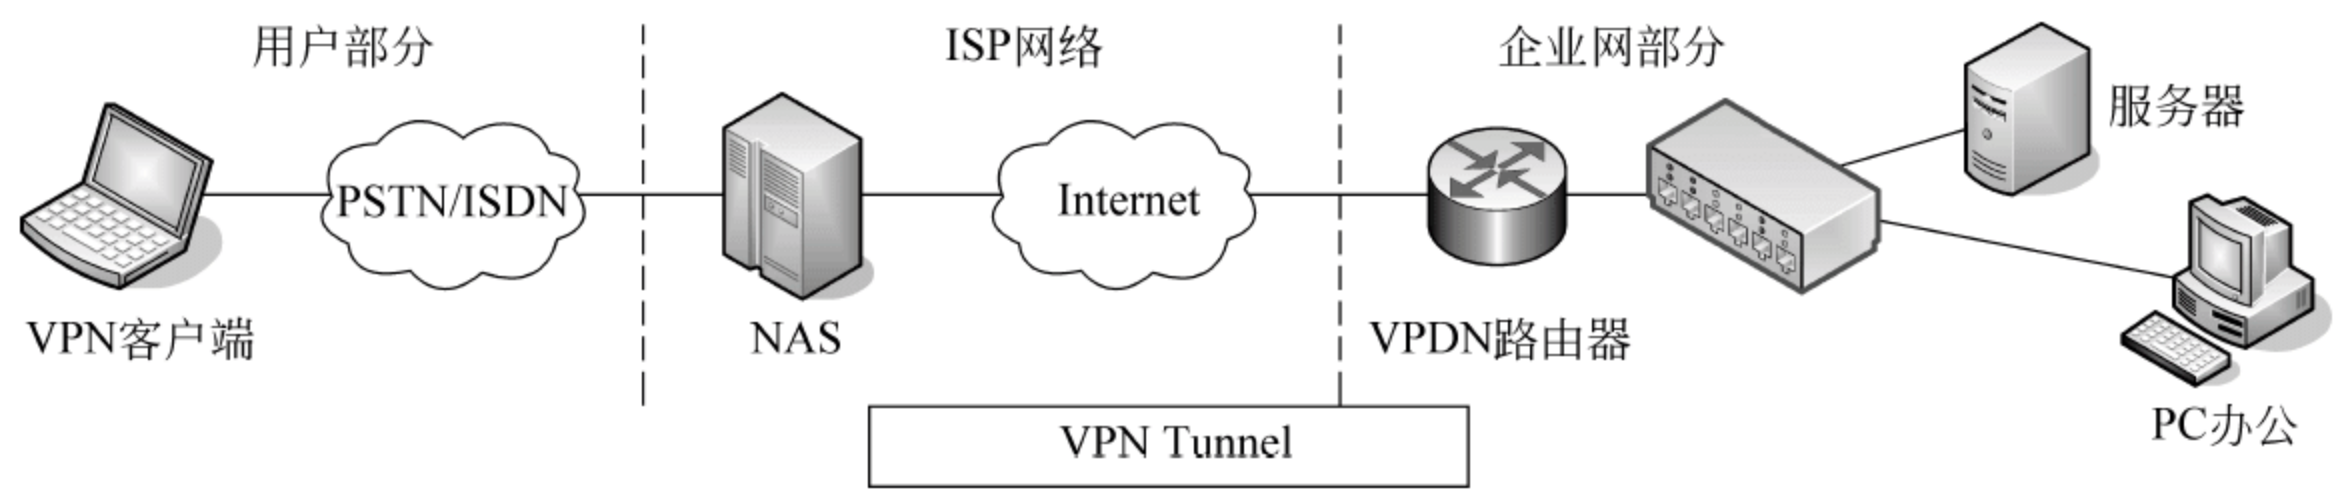 用户部分
ISP网络
企业网部分
服务器
PSTN/ISDN
Internet
VPN客户端
NAS
VPDN路由器
PC办公
VPN Tunnel